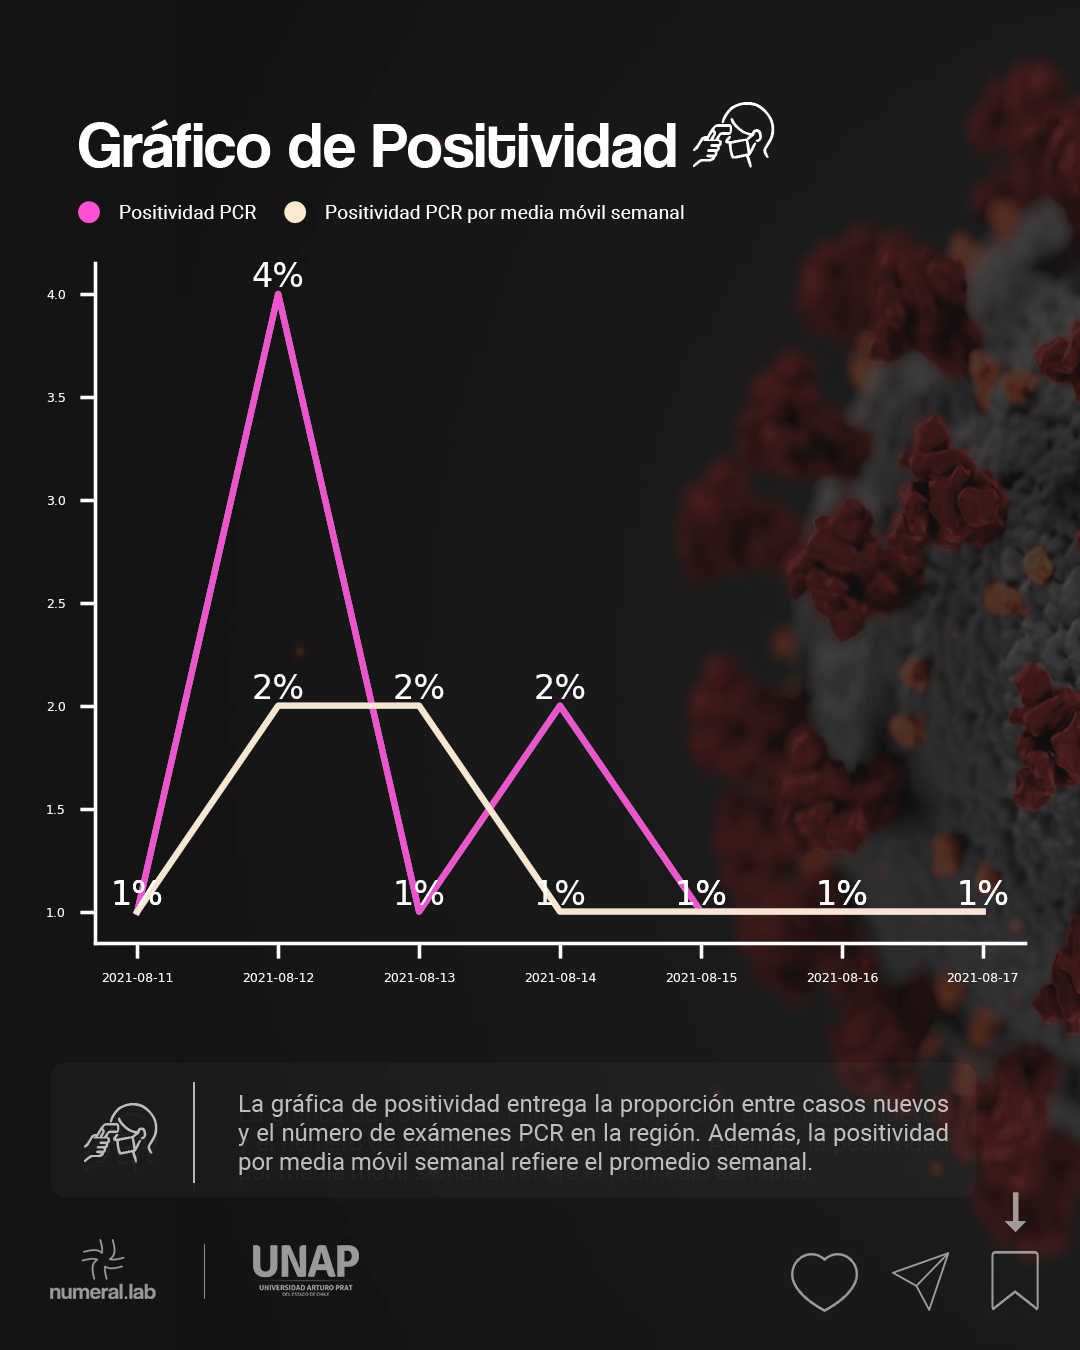 Gráfico de Positividad
Positividad PCR Positividad PCR por media móvil semanal
4%
4.0
3.5
3.0
2.5
2% 2% 2%
2.0
1.5
1% 1% 1% 1% 1% 1%
1.0
2021-08-11 2021-08-12 2021-08-13 2021-08-14 2021-08-15 2021-08-16 2021-08-17
La gráfica de positividad entrega la proporción entre casos nuevos
y el número de exámenes PCR en la región. Además, la positividad
por media móvil semanal refiere el promedio semanal.
numeral.lab
UNAP
UNIVERSIDAD ARTURO PRAT
DEL ESTADO DE CHILE